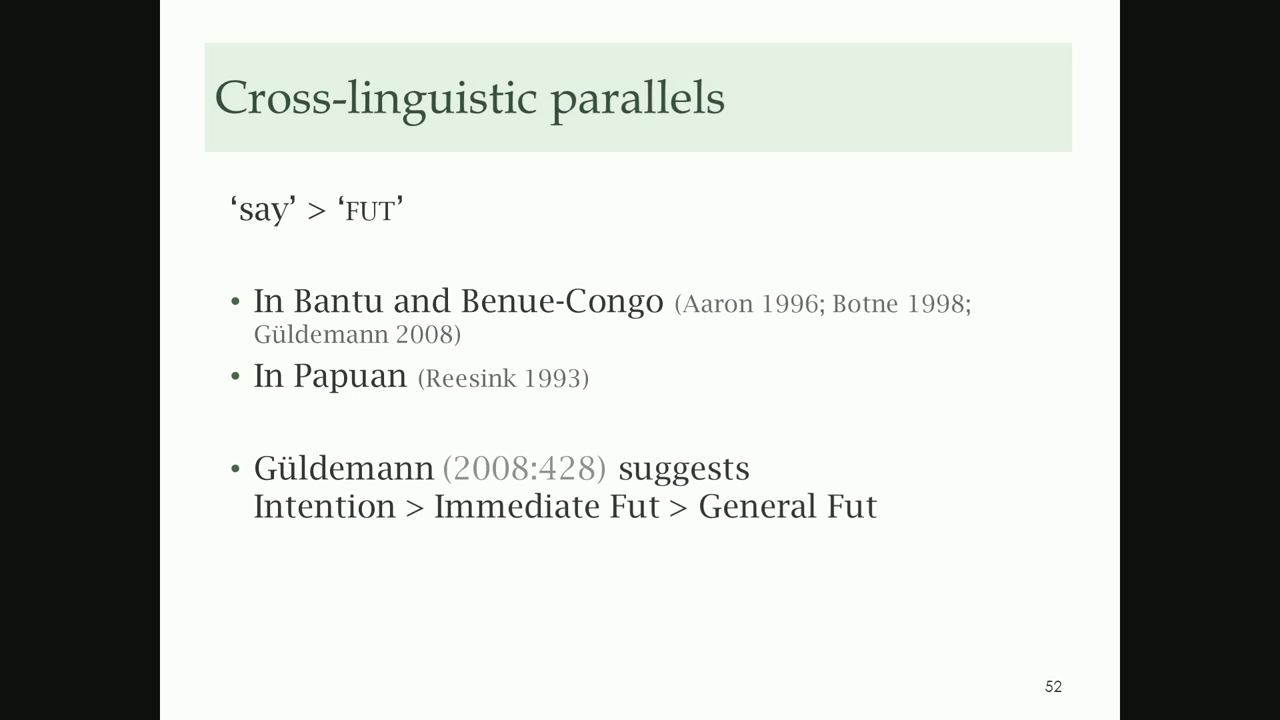 Cross-linguistic parallels
‘say’ > ‘FUT’
• In Bantu and Benue-Congo (Aaron 1996; Botne 1998;
Güldemann 2008)
• In Papuan (Reesink 1993)
• Güldemann (2008:428) suggests
Intention > Immediate Fut > General Fut
52